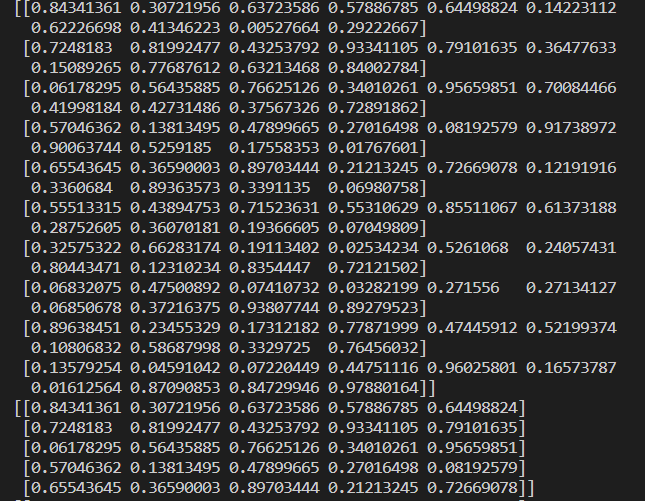 [[0.84341361 0.30721956 0.63723586 0.57886785 0.64498824 0.14223112
0.62226698 0.41346223 0.00527664 0.29222667]
[0.7248183  0.81992477 0.43253792 0.93341105 0.79101635 0.36477633
0.15089265 0.77687612 0.63213468 0.84002784]
[0.06178295 0.56435885 0.76625126 0.34010261 0.95659851 0.70084466
0.41998184 0.42731486 0.37567326 0.72891862]
[0.57046362 0.13813495 0.47899665 0.27016498 0.08192579 0.91738972
0.90063744 0.5259185  0.17558353 0.01767601]
[0.65543645 0.36590003 0.89703444 0.21213245 0.72669078 0.12191916
0.3360684  0.89363573 0.3391135  0.06980758]
[0.55513315 0.43894753 0.71523631 0.55310629 0.85511067 0.61373188
0.28752605 0.36070181 0.19366605 0.07049809]
[0.32575322 0.66283174 0.19113402 0.02534234 0.5261068  0.24057431
0.80443471 0.12310234 0.8354447  0.72121502]
[0.06832075 0.47500892 0.07410732 0.03282199 0.271556   0.27134127
0.06850678 0.37216375 0.93807744 0.89279523]
[0.89638451 0.23455329 0.17312182 0.77871999 0.47445912 0.52199374
0.10806832 0.58687998 0.3329725  0.76456032]
[0.13579254 0.04591042 0.07220449 0.44751116 0.96025801 0.16573787
0.01612564 0.87090853 0.84729946 0.97880164]]
[[0.84341361 0.30721956 0.63723586 0.57886785 0.64498824]
[0.7248183  0.81992477 0.43253792 0.93341105 0.79101635]
[0.06178295 0.56435885 0.76625126 0.34010261 0.95659851]
[0.57046362 0.13813495 0.47899665 0.27016498 0.08192579]
[0.65543645 0.36590003 0.89703444 0.21213245 0.72669078]]